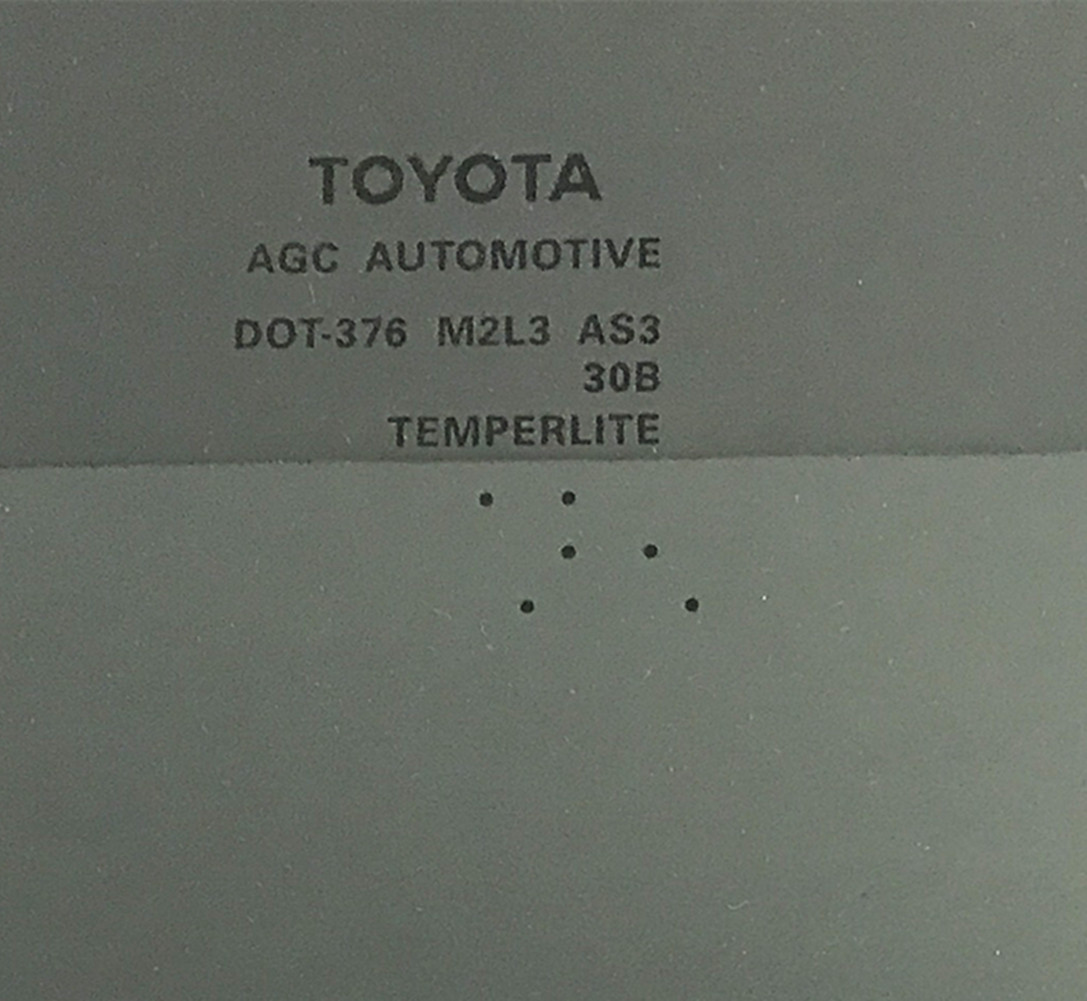 TOYOTA
AGC AUTOMOTIVE
DOT-376 M2L3 AS3
30B
TEMPERLITE